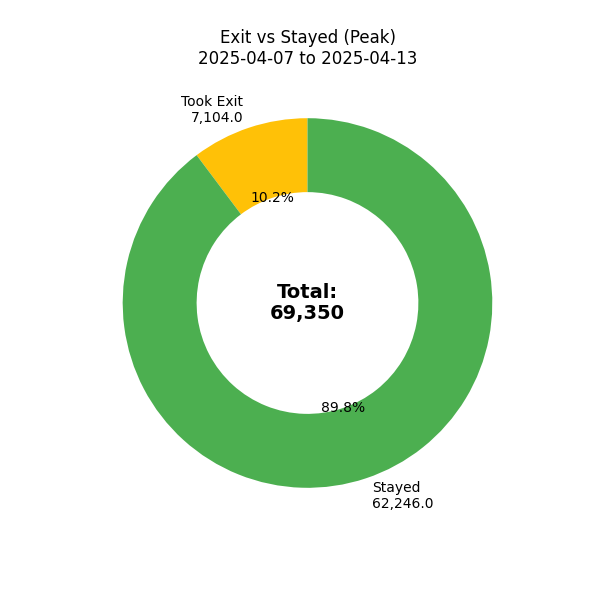 Exit vs Stayed (Peak)
2025-04-07 to 2025-04-13
Took Exit
7,104.0
10.2%
Total:
69,350
89.8%
Stayed
62,246.0